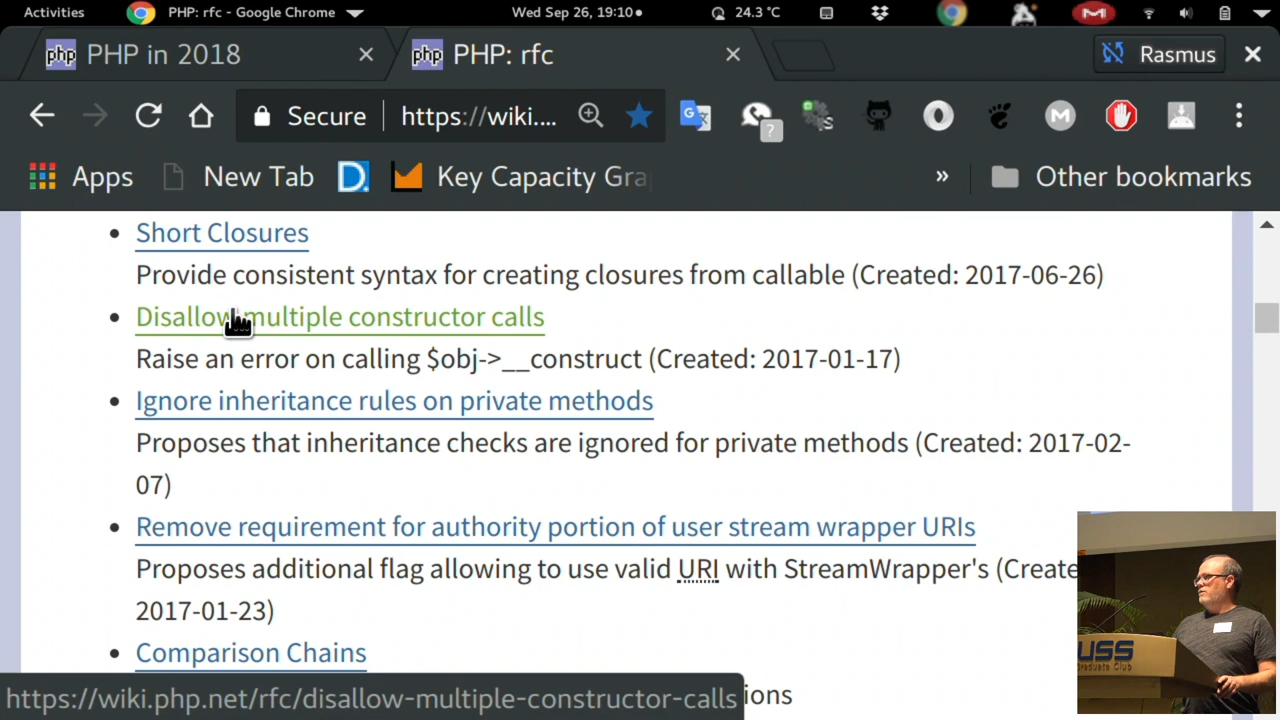 Activities PHP: rfc - Google Chrome Wed Sep 26, 19:10 24.3 °C
php PHP in 2018 php PHP: rfc Rasmus
Secure https://wiki....
Apps New Tab D Key Capacity Gra » Other bookmarks
Short Closures
Provide consistent syntax for creating closures from callable (Created: 2017-06-26)
Disallow multiple constructor calls
Raise an error on calling $obj->__construct (Created: 2017-01-17)
Ignore inheritance rules on private methods
Proposes that inheritance checks are ignored for private methods (Created: 2017-02-
07)
Remove requirement for authority portion of user stream wrapper URIs
Proposes additional flag allowing to use valid URI with StreamWrapper's (Create
2017-01-23)
Comparison Chains
ions
https://wiki.php.net/rfc/disallow-multiple-constructor-calls
USS
Graduate Club